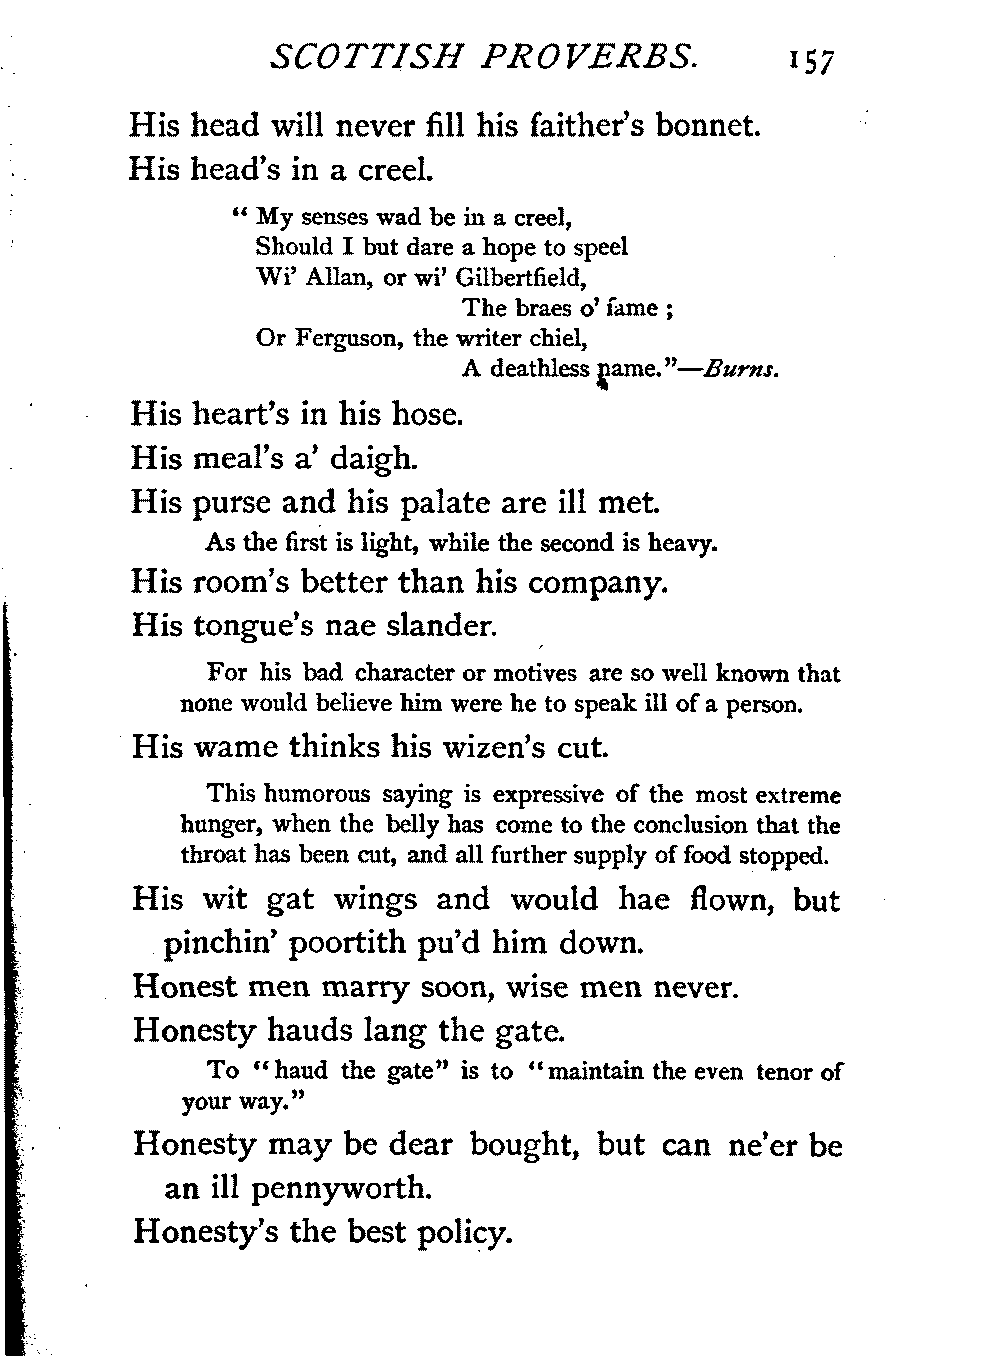 SCOTTISH PROVERBS. 157
His head will never fill his faither's bonnet.
His head's in a creel.
“ My senses wad be in a creel,
Should I but dare a hope to speel
Wi' Allan, or wi' Gilbertfield,
The braes o' fame ;
Or Ferguson, the writer chiel,
A deathless name.”—Burns.
His heart's in his hose.
His meal's a' daigh.
His purse and his palate are ill met.
As the first is light, while the second is heavy.
His room's better than his company.
His tongue's nae slander.
For his bad character or motives are so well known that
none would believe him were he to speak ill of a person.
His wame thinks his wizen's cut.
This humorous saying is expressive of the most extreme
hunger, when the belly has come to the conclusion that the
throat has been cut, and all further supply of food stopped.
His wit gat wings and would hae flown, but
pinchin' poortith pu'd him down.
Honest men marry soon, wise men never.
Honesty hauds lang the gate.
To “haud the gate” is to “maintain the even tenor of
your way.”
Honesty may be dear bought, but can ne'er be
an ill pennyworth.
Honesty's the best policy.